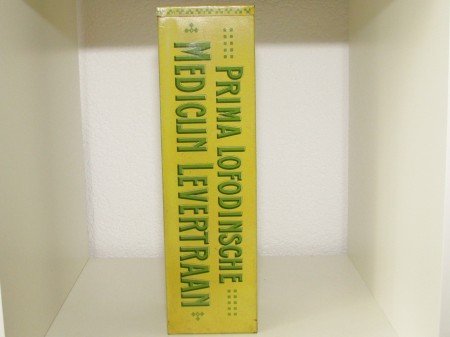 PRIMA LOFODINSCHE
MEDICIJN LEVERTRAAN